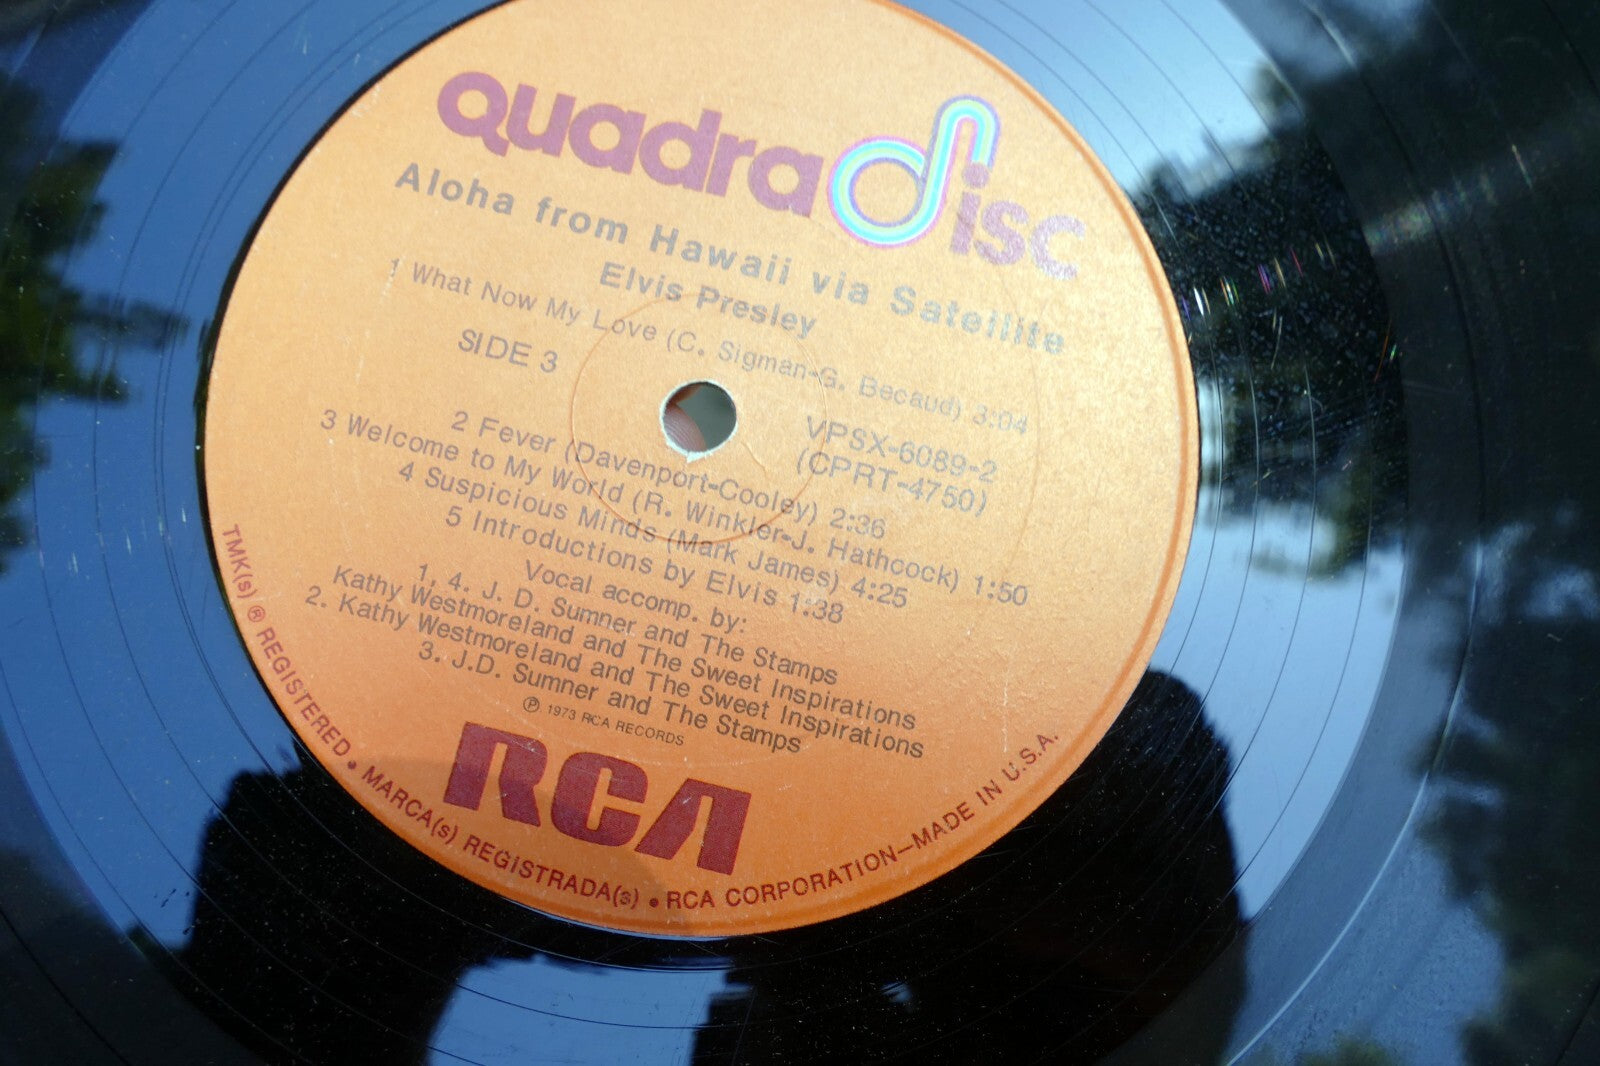 quadradisc
Aloha from Hawaii via Satellite
Elvis Presley
1 What Now My Love (C. Sigman-G. Becaud) 3:04
SIDE 3
VPSX-6089-2
(CPRT-4750)
2 Fever (Davenport-Cooley) 2:36
3 Welcome to My World (R. Winkler-J. Hathcock) 1:50
4 Suspicious Minds (Mark James) 4:25
5 Introductions by Elvis 1:38
Vocal accomp. by:
1, 4. J. D. Sumner and The Stamps
Kathy Westmoreland and The Sweet Inspirations
2. Kathy Westmoreland and The Sweet Inspirations
3. J.D. Sumner and The Stamps
℗ 1973 RCA RECORDS
RCA
TMK(s) ® REGISTERED • MARCA(s) REGISTRADA(s) • RCA CORPORATION—MADE IN U.S.A.